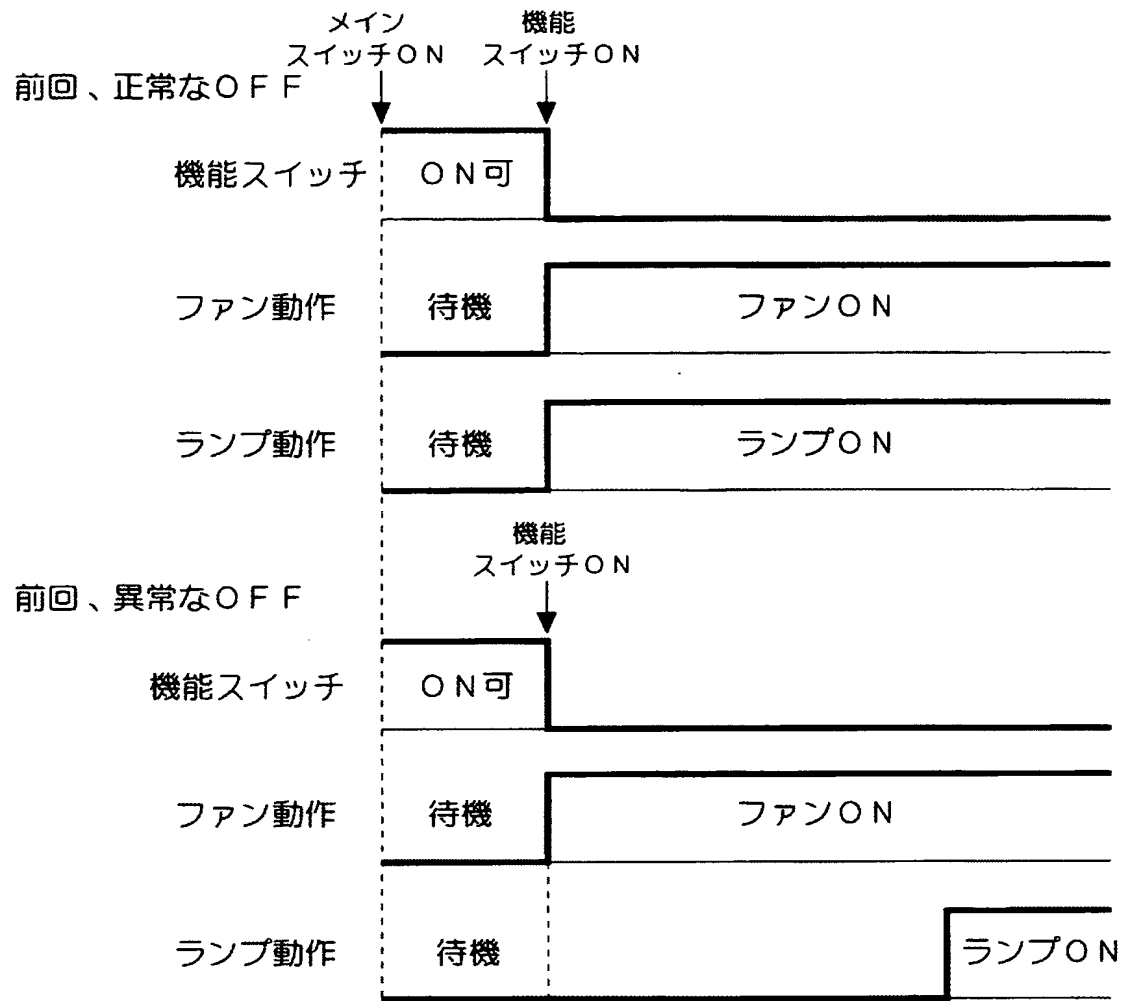 メイン
スイッチON
機能
スイッチON
前回、正常なOFF
機能スイッチ
ON可
ファン動作
待機
ファンON
ランプ動作
待機
ランプON
機能
スイッチON
前回、異常なOFF
機能スイッチ
ON可
ファン動作
待機
ファンON
ランプ動作
待機
ランプON